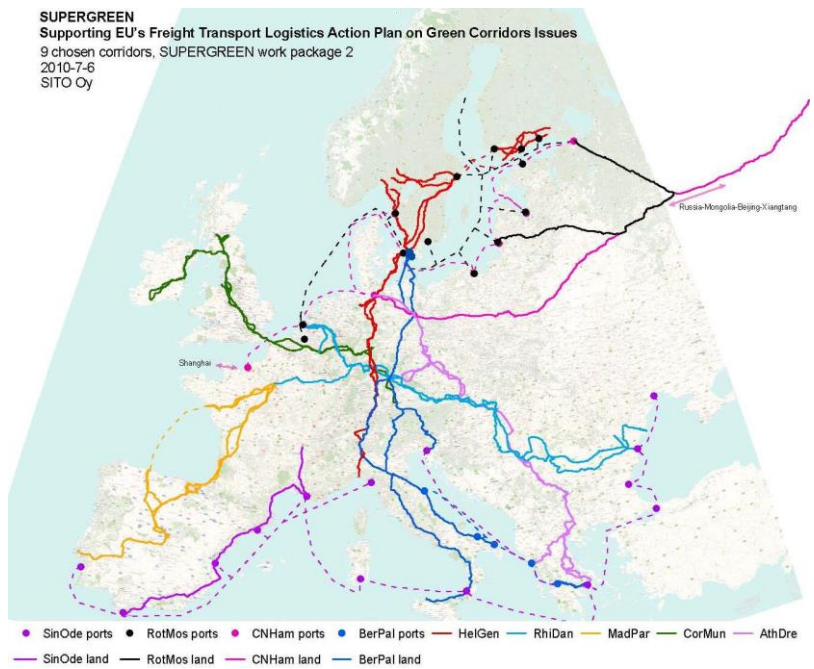 SUPERGREEN
Supporting EU's Freight Transport Logistics Action Plan on Green Corridors Issues
9 chosen corridors, SUPERGREEN work package 2
2010-7-6
SITO Oy
Russia-Mongolia-Beijing-Xiangtang
Shanghai
SinOde ports RotMos ports CNHam ports BerPal ports HelGen RhiDan MadPar CorMun AthDre
SinOde land RotMos land CNHam land BerPal land